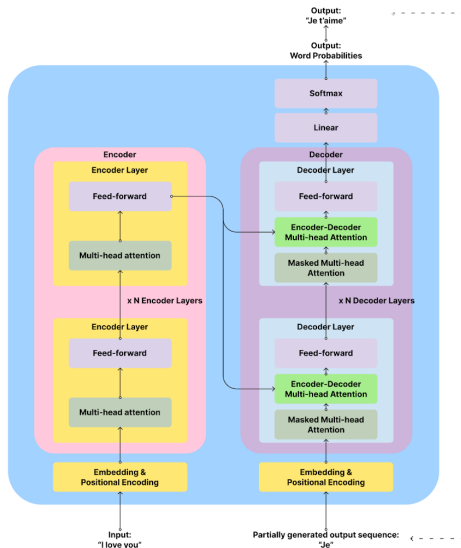 Output:
"Je t'aime"
Output:
Word Probabilities
Softmax
Linear
Encoder
Encoder Layer
Feed-forward
Multi-head attention
x N Encoder Layers
Encoder Layer
Feed-forward
Multi-head attention
Embedding &
Positional Encoding
Input:
"I love you"
Decoder
Decoder Layer
Feed-forward
Encoder-Decoder
Multi-head Attention
Masked Multi-head
Attention
x N Decoder Layers
Decoder Layer
Feed-forward
Encoder-Decoder
Multi-head Attention
Masked Multi-head
Attention
Embedding &
Positional Encoding
Partially generated output sequence:
"Je"